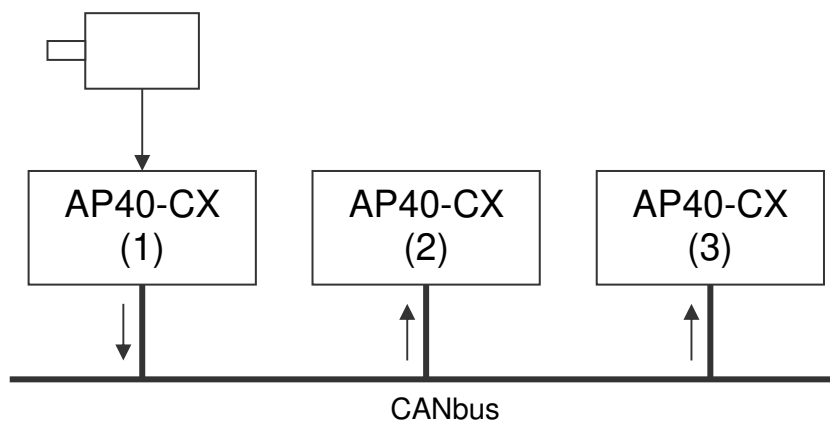 AP40-CX
(1)
AP40-CX
(2)
AP40-CX
(3)
CANbus